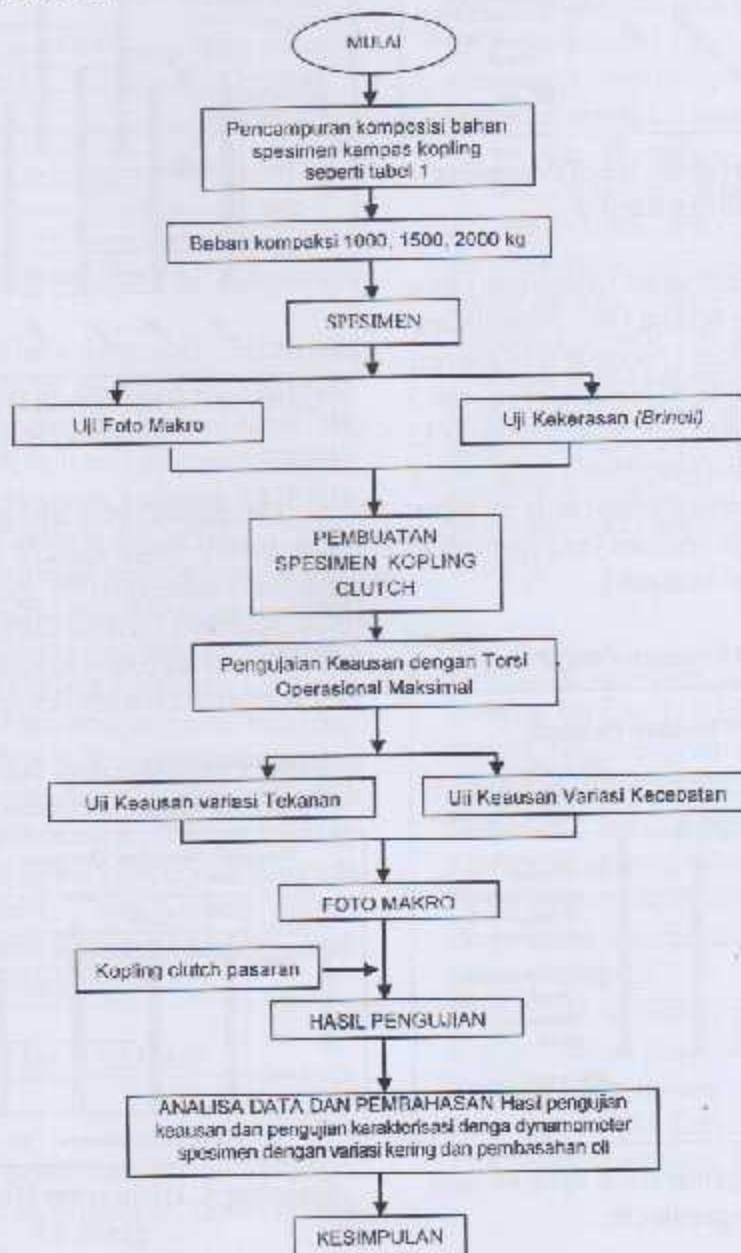 MULAI
Pencampuran komposisi bahan
spesimen kampas kopling
seperti tabel 1
Beban kompaksi 1000, 1500, 2000 kg
SPESIMEN
Uji Foto Makro
Uji Kekerasan (Brinell)
PEMBUATAN
SPESIMEN KOPLING
CLUTCH
Pengujaian Keausan dengan Torsi
Operasional Maksimal
Uji Keausan variasi Tekanan
Uji Keausan Variasi Kecepatan
FOTO MAKRO
Kopling clutch pasaran
HASIL PENGUJIAN
ANALISA DATA DAN PEMBAHASAN Hasil pengujian
keausan dan pengujian karakterisasi denga dynamometer
spesimen dengan variasi kering dan pembasahan oli
KESIMPULAN